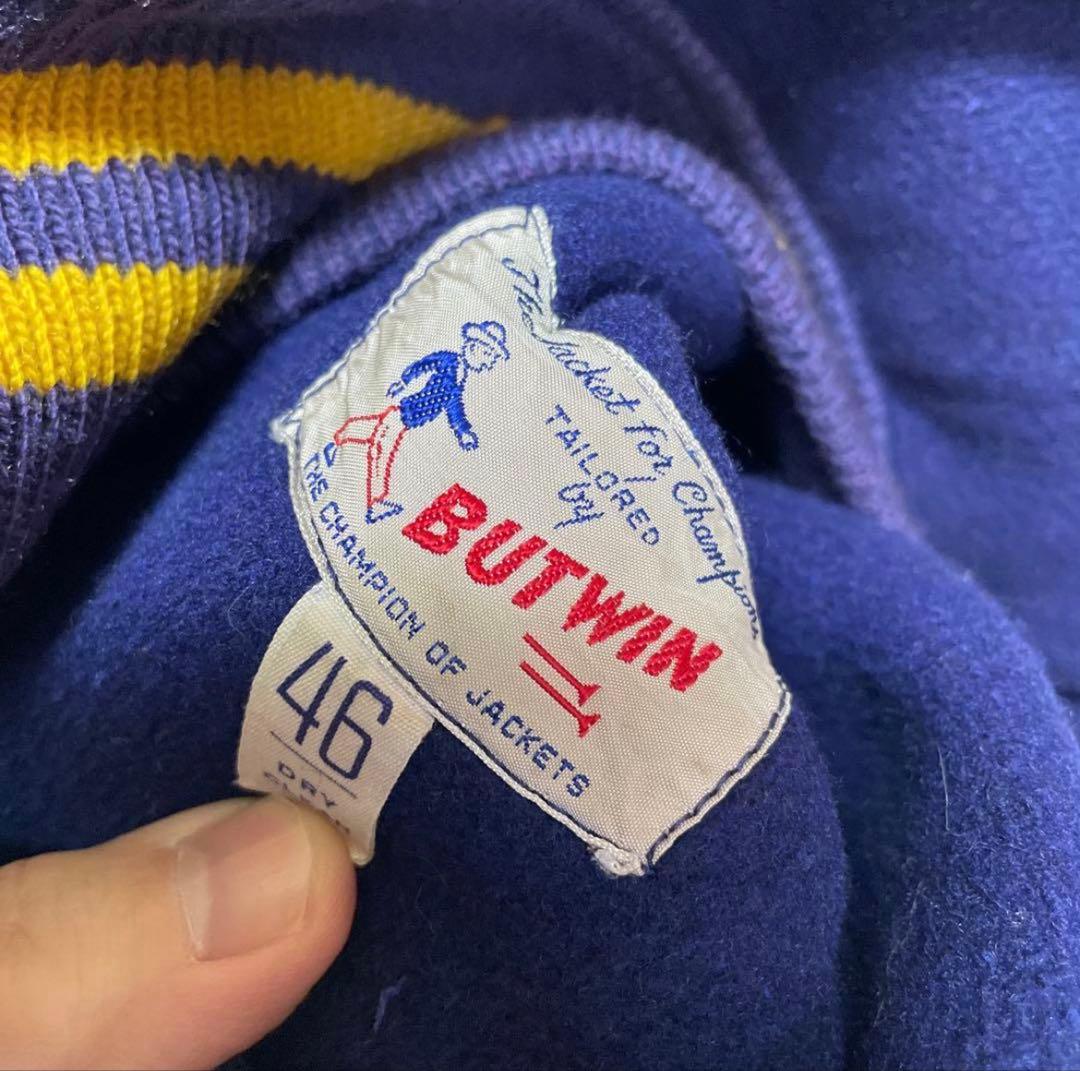 The Jacket for Champions
TAILORED
by
BUTWIN
THE CHAMPION OF JACKETS
46
DRY